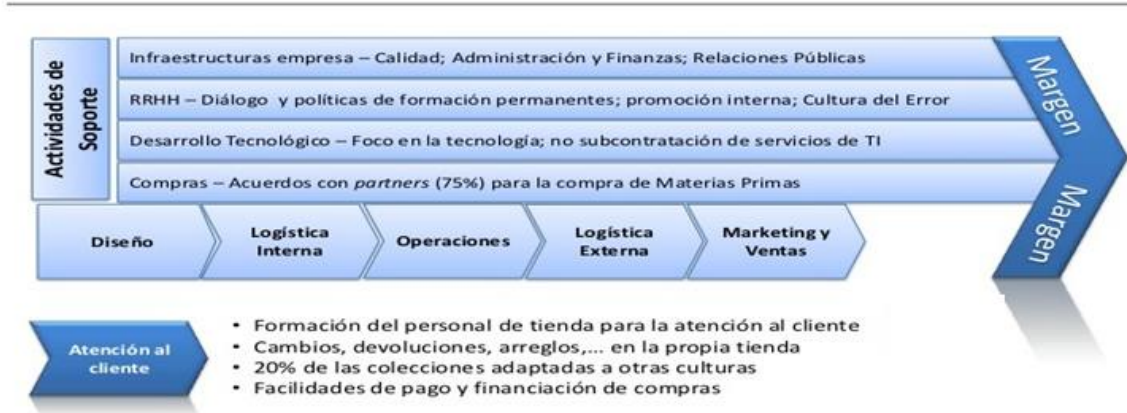 Actividades de
Soporte
Infraestructuras empresa – Calidad; Administración y Finanzas; Relaciones Públicas
RRHH – Diálogo y políticas de formación permanentes; promoción interna; Cultura del Error
Desarrollo Tecnológico – Foco en la tecnología; no subcontratación de servicios de TI
Compras – Acuerdos con partners (75%) para la compra de Materias Primas
Margen
Margen
Diseño
Logística
Interna
Operaciones
Logística
Externa
Marketing y
Ventas
Atención al
cliente
• Formación del personal de tienda para la atención al cliente
• Cambios, devoluciones, arreglos,... en la propia tienda
• 20% de las colecciones adaptadas a otras culturas
• Facilidades de pago y financiación de compras